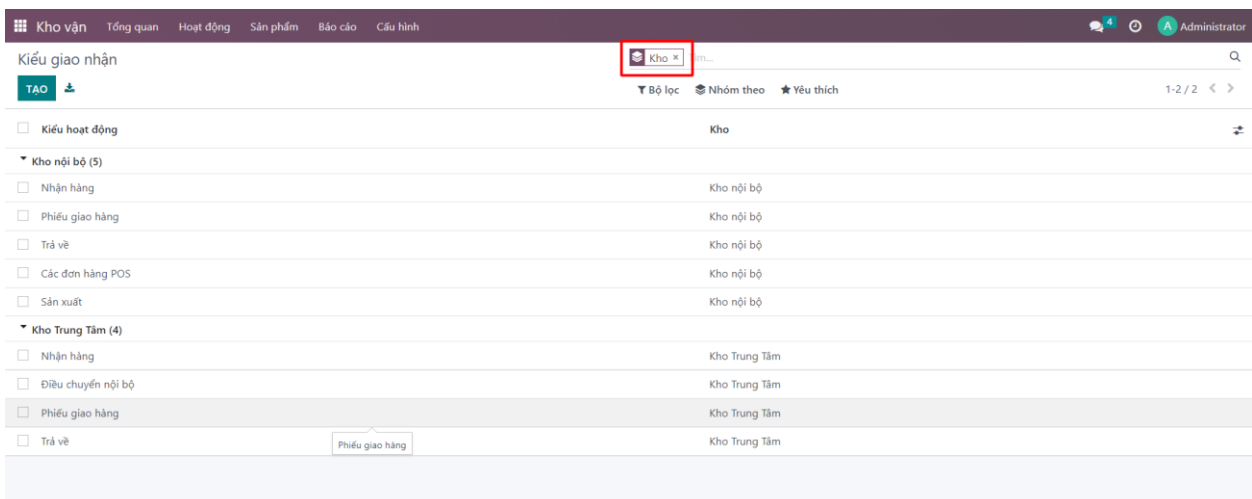 Kho vận Tổng quan Hoạt động Sản phẩm Báo cáo Cấu hình 4 A Administrator
Kiểu giao nhận Kho × Tìm...
TẠO Bộ lọc Nhóm theo Yêu thích 1-2 / 2
Kiểu hoạt động Kho
Kho nội bộ (5)
Nhận hàng Kho nội bộ
Phiếu giao hàng Kho nội bộ
Trả về Kho nội bộ
Các đơn hàng POS Kho nội bộ
Sản xuất Kho nội bộ
Kho Trung Tâm (4)
Nhận hàng Kho Trung Tâm
Điều chuyển nội bộ Kho Trung Tâm
Phiếu giao hàng Kho Trung Tâm
Trả về Kho Trung Tâm
Phiếu giao hàng